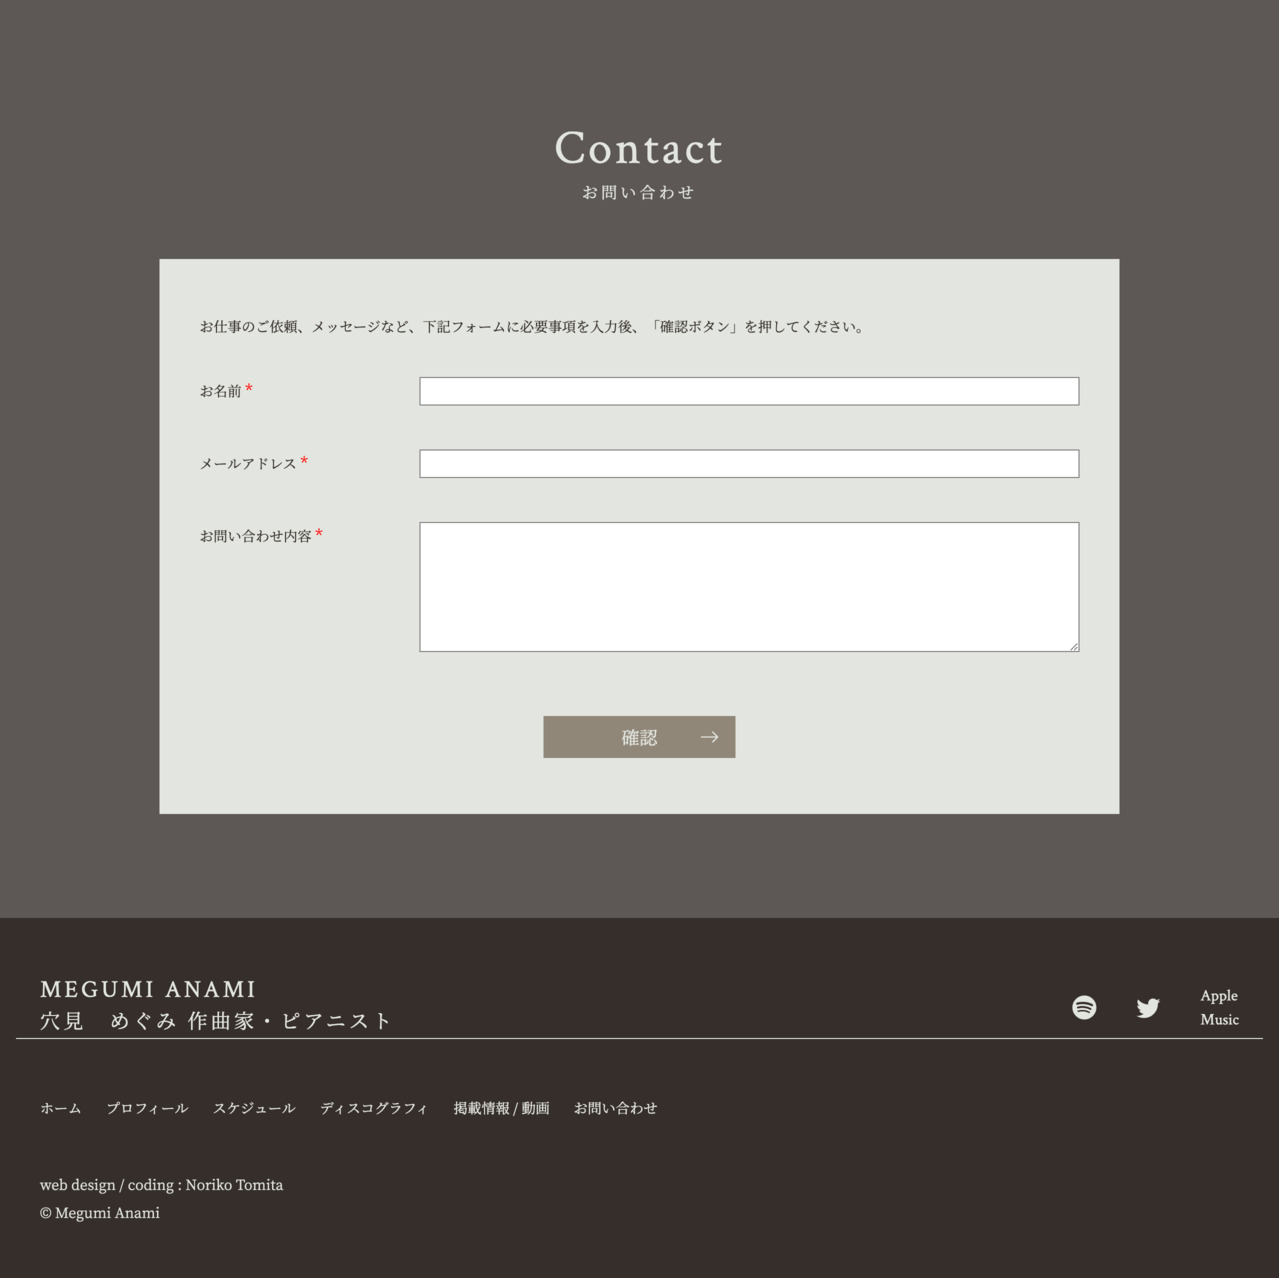 Contact
お問い合わせ
お仕事のご依頼、メッセージなど、下記フォームに必要事項を入力後、「確認ボタン」を押してください。
お名前 *
メールアドレス *
お問い合わせ内容 *
確認
MEGUMI ANAMI
穴見　めぐみ 作曲家・ピアニスト
Apple
Music
ホーム プロフィール スケジュール ディスコグラフィ 掲載情報 / 動画 お問い合わせ
web design / coding : Noriko Tomita
© Megumi Anami